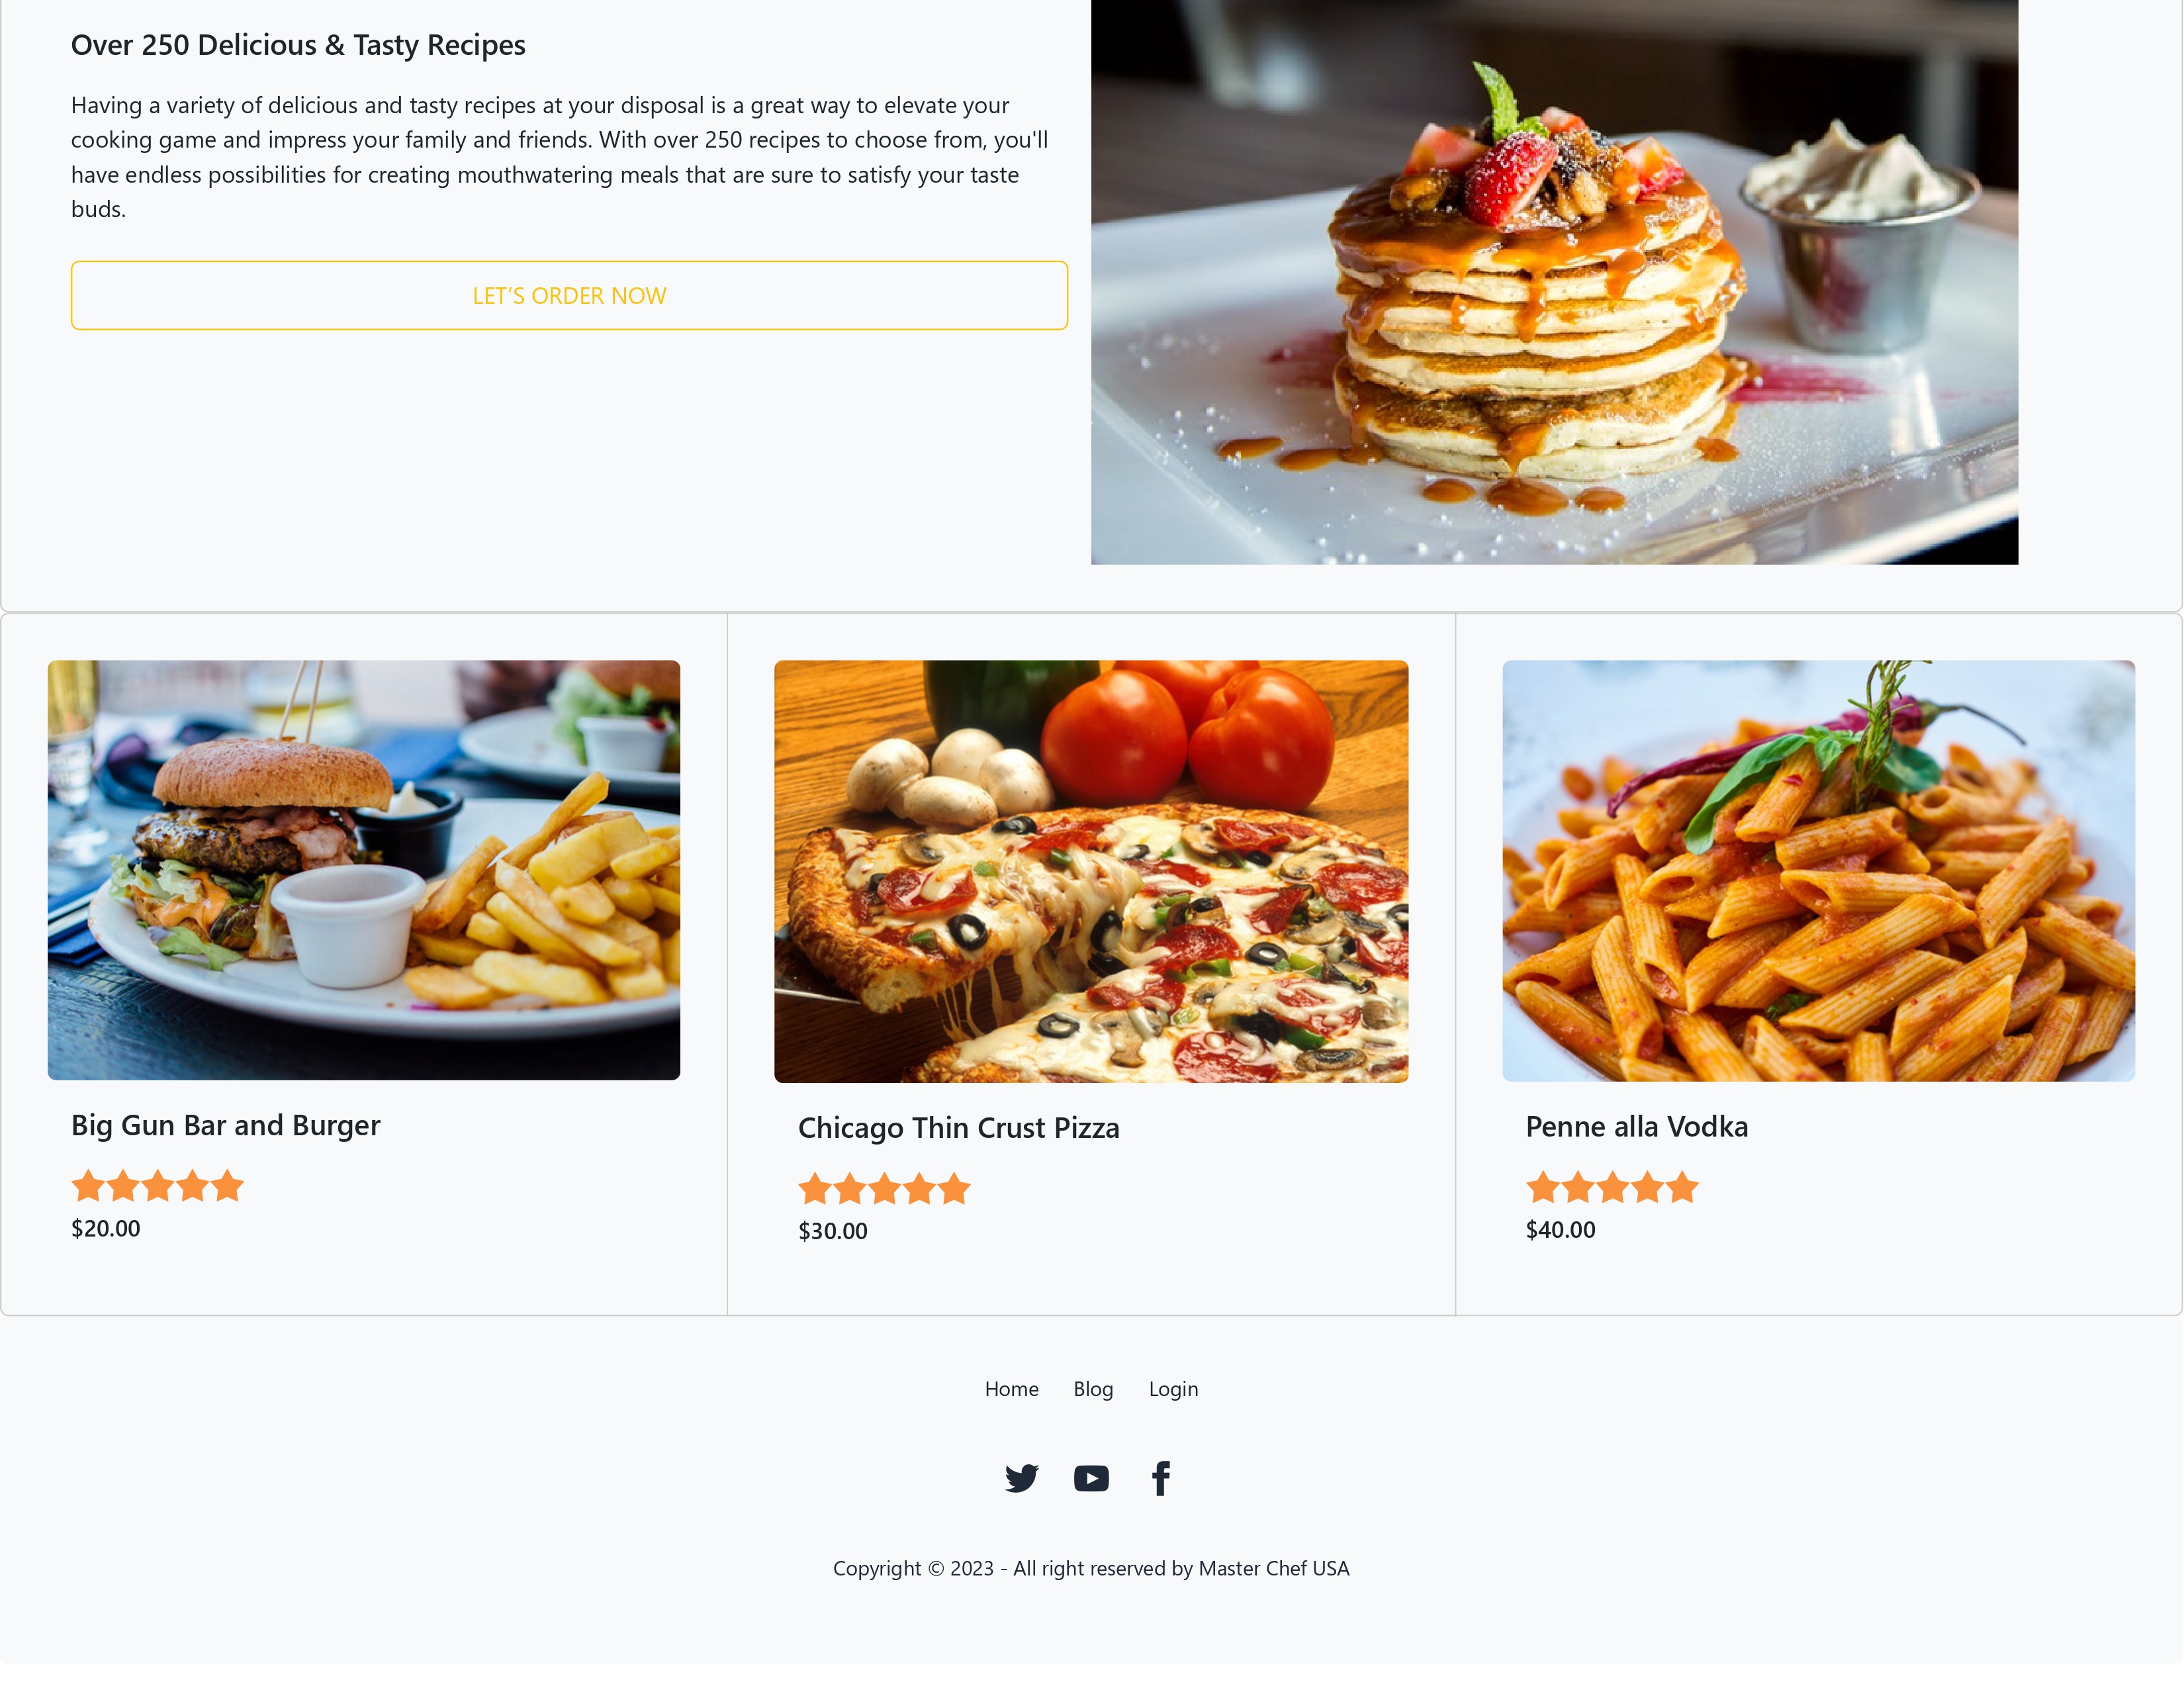 Over 250 Delicious & Tasty Recipes
Having a variety of delicious and tasty recipes at your disposal is a great way to elevate your
cooking game and impress your family and friends. With over 250 recipes to choose from, you'll
have endless possibilities for creating mouthwatering meals that are sure to satisfy your taste
buds.
LET’S ORDER NOW
Big Gun Bar and Burger
$20.00
Chicago Thin Crust Pizza
$30.00
Penne alla Vodka
$40.00
Home Blog Login
Copyright © 2023 - All right reserved by Master Chef USA